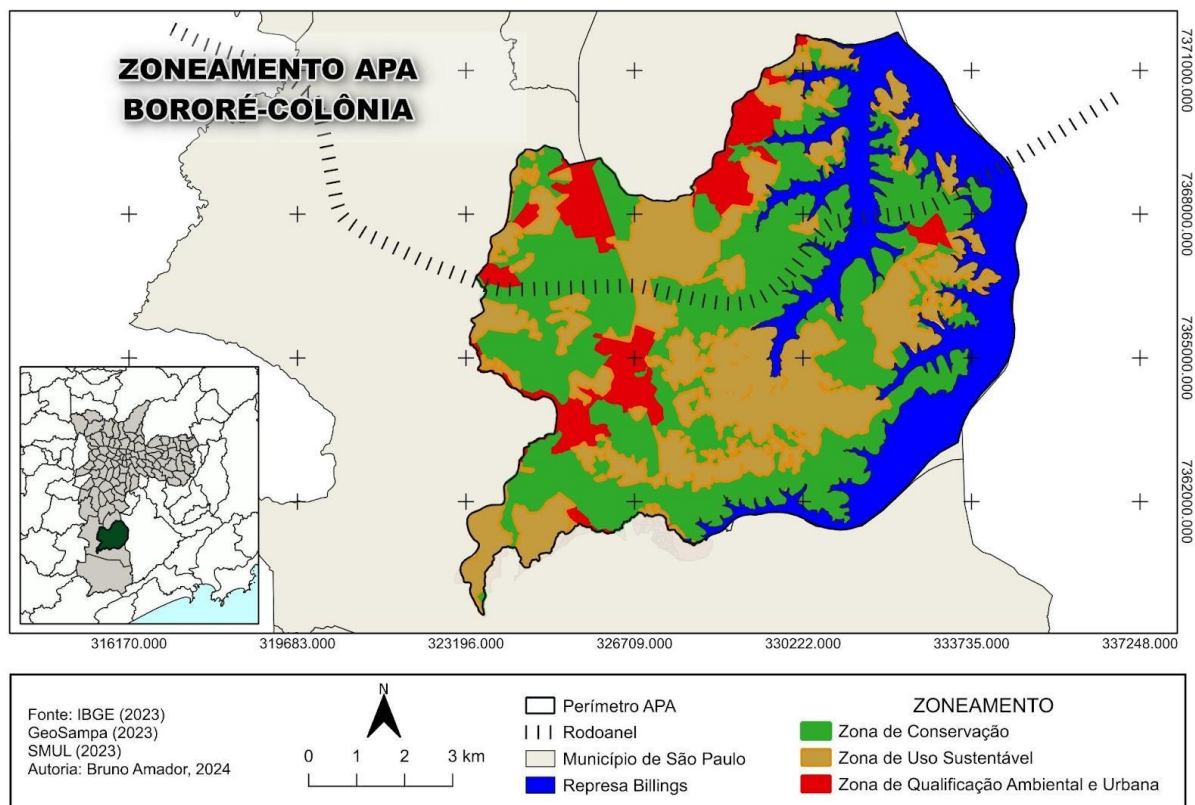 ZONEAMENTO APA
BORORÉ-COLÔNIA
7371000.000
7368000.000
7365000.000
7362000.000
316170.000
319683.000
323196.000
326709.000
330222.000
333735.000
337248.000
Fonte: IBGE (2023)
GeoSampa (2023)
SMUL (2023)
Autoria: Bruno Amador, 2024
N
0 1 2 3 km
Perímetro APA
Rodoanel
Município de São Paulo
Represa Billings
ZONEAMENTO
Zona de Conservação
Zona de Uso Sustentável
Zona de Qualificação Ambiental e Urbana